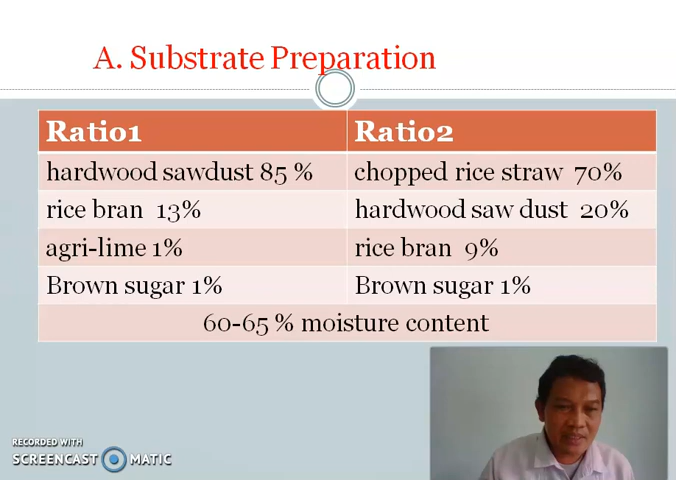 A. Substrate Preparation
Ratio1 Ratio2
hardwood sawdust 85 % chopped rice straw 70%
rice bran 13% hardwood saw dust 20%
agri-lime 1% rice bran 9%
Brown sugar 1% Brown sugar 1%
60-65 % moisture content
RECORDED WITH
SCREENCAST MATIC